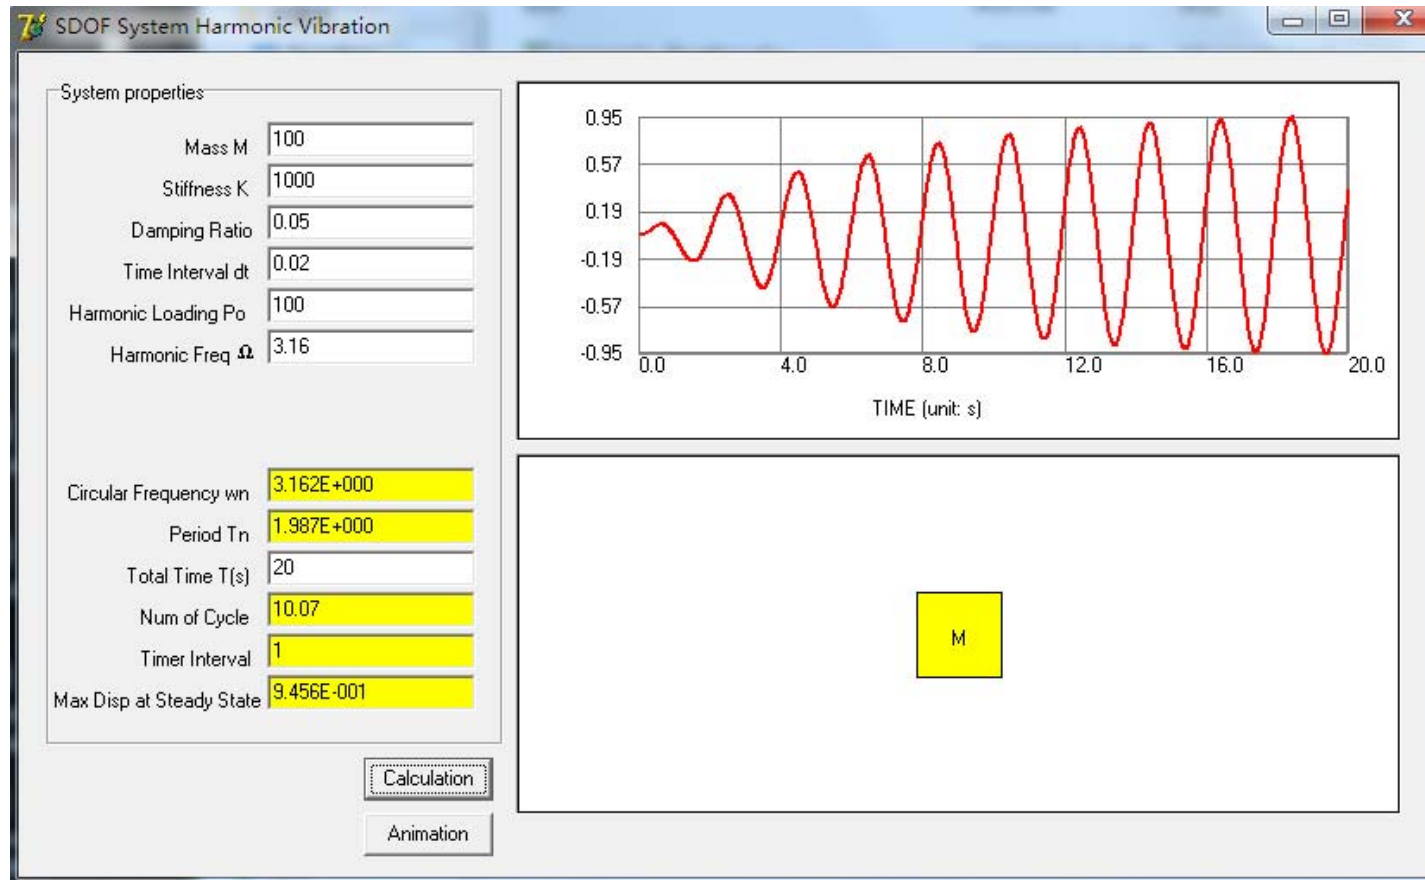 SDOF System Harmonic Vibration
System properties
Mass M 100
Stiffness K 1000
Damping Ratio 0.05
Time Interval dt 0.02
Harmonic Loading Po 100
Harmonic Freq Ω 3.16
Circular Frequency wn 3.162E+000
Period Tn 1.987E+000
Total Time T(s) 20
Num of Cycle 10.07
Timer Interval 1
Max Disp at Steady State 9.456E-001
Calculation
Animation
0.95
0.57
0.19
-0.19
-0.57
-0.95
0.0 4.0 8.0 12.0 16.0 20.0
TIME (unit: s)
M